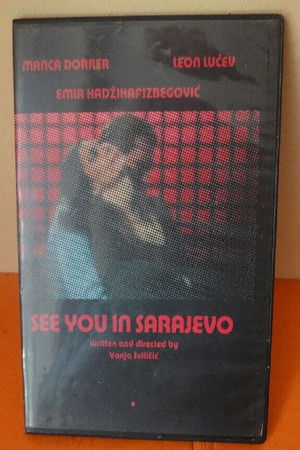 MANCA DORRER LEON LUČEV
EMIR HADŽIHAFIZBEGOVIĆ
SEE YOU IN SARAJEVO
written and directed by
Vanja Sviličić